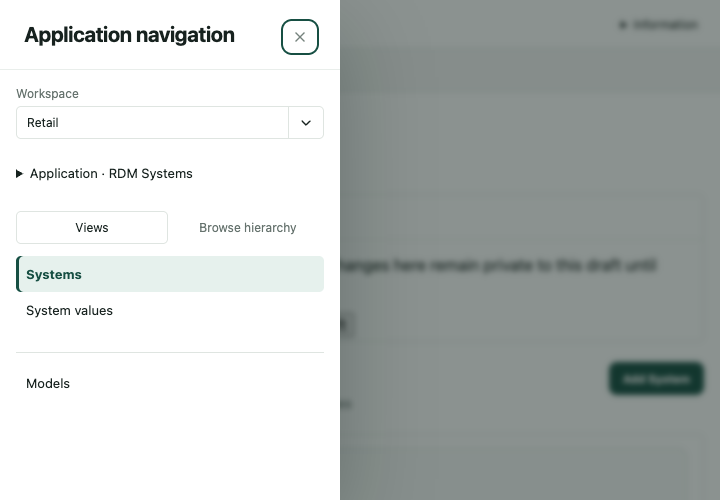 Application navigation
Information
Workspace
Retail
Application · RDM Systems
Views
Browse hierarchy
Systems
System values
Models
changes here remain private to this draft until
Add System